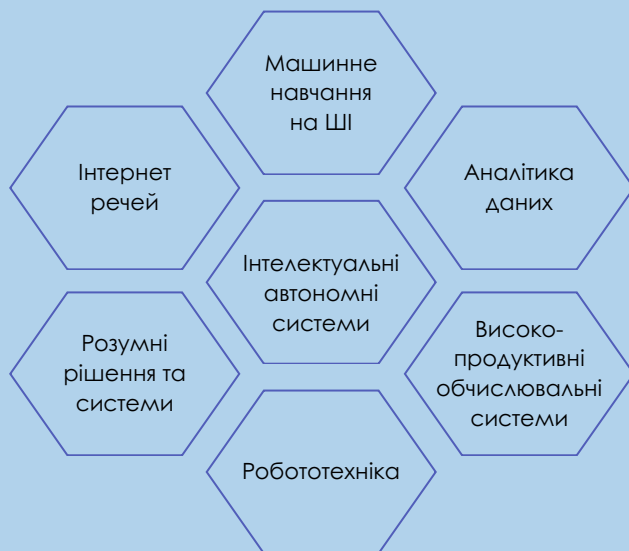 Машинне
навчання
на ШІ
Інтернет
речей
Аналітика
даних
Інтелектуальні
автономні
системи
Розумні
рішення та
системи
Високо-
продуктивні
обчислювальні
системи
Робототехніка